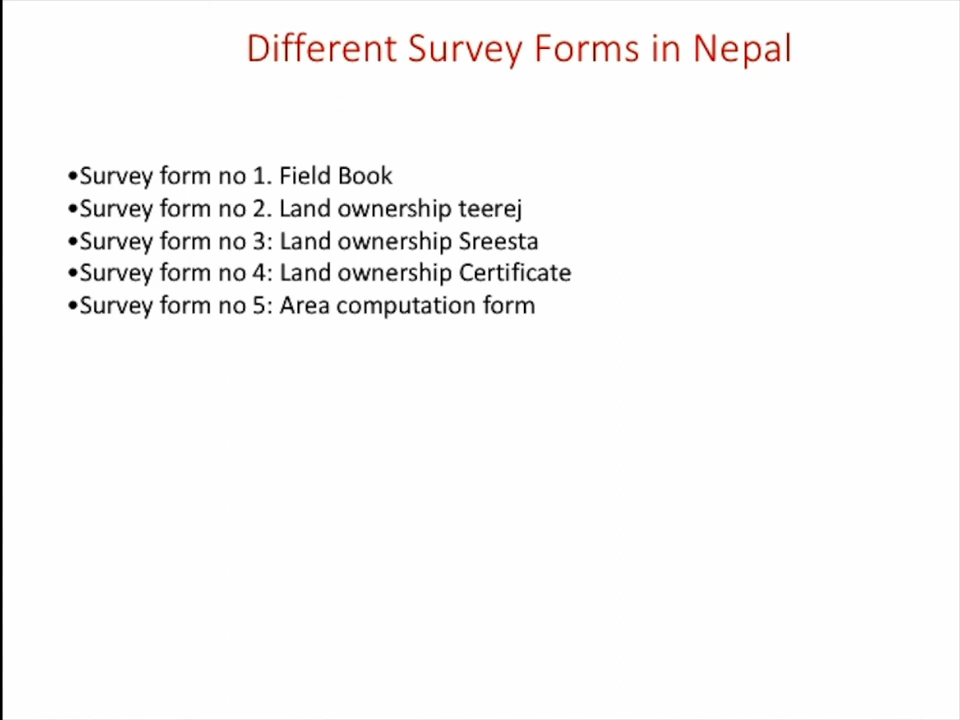 Different Survey Forms in Nepal
•Survey form no 1. Field Book
•Survey form no 2. Land ownership teerej
•Survey form no 3: Land ownership Sreesta
•Survey form no 4: Land ownership Certificate
•Survey form no 5: Area computation form